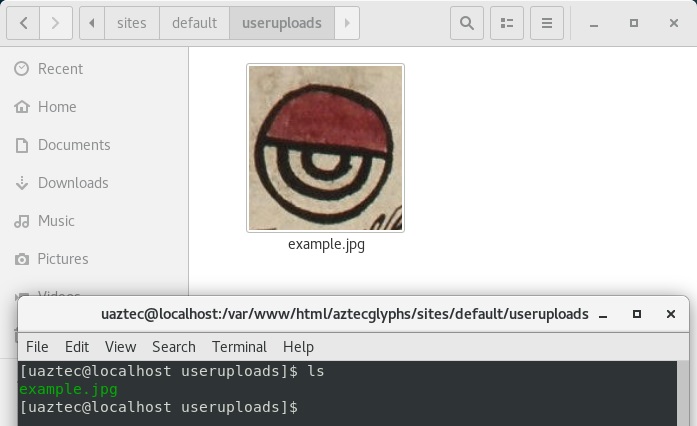 sites default useruploads
Recent
Home
Documents
Downloads
Music
Pictures
Videos
example.jpg
uaztec@localhost:/var/www/html/aztecglyphs/sites/default/useruploads
File Edit View Search Terminal Help
[uaztec@localhost useruploads]$ ls
example.jpg
[uaztec@localhost useruploads]$